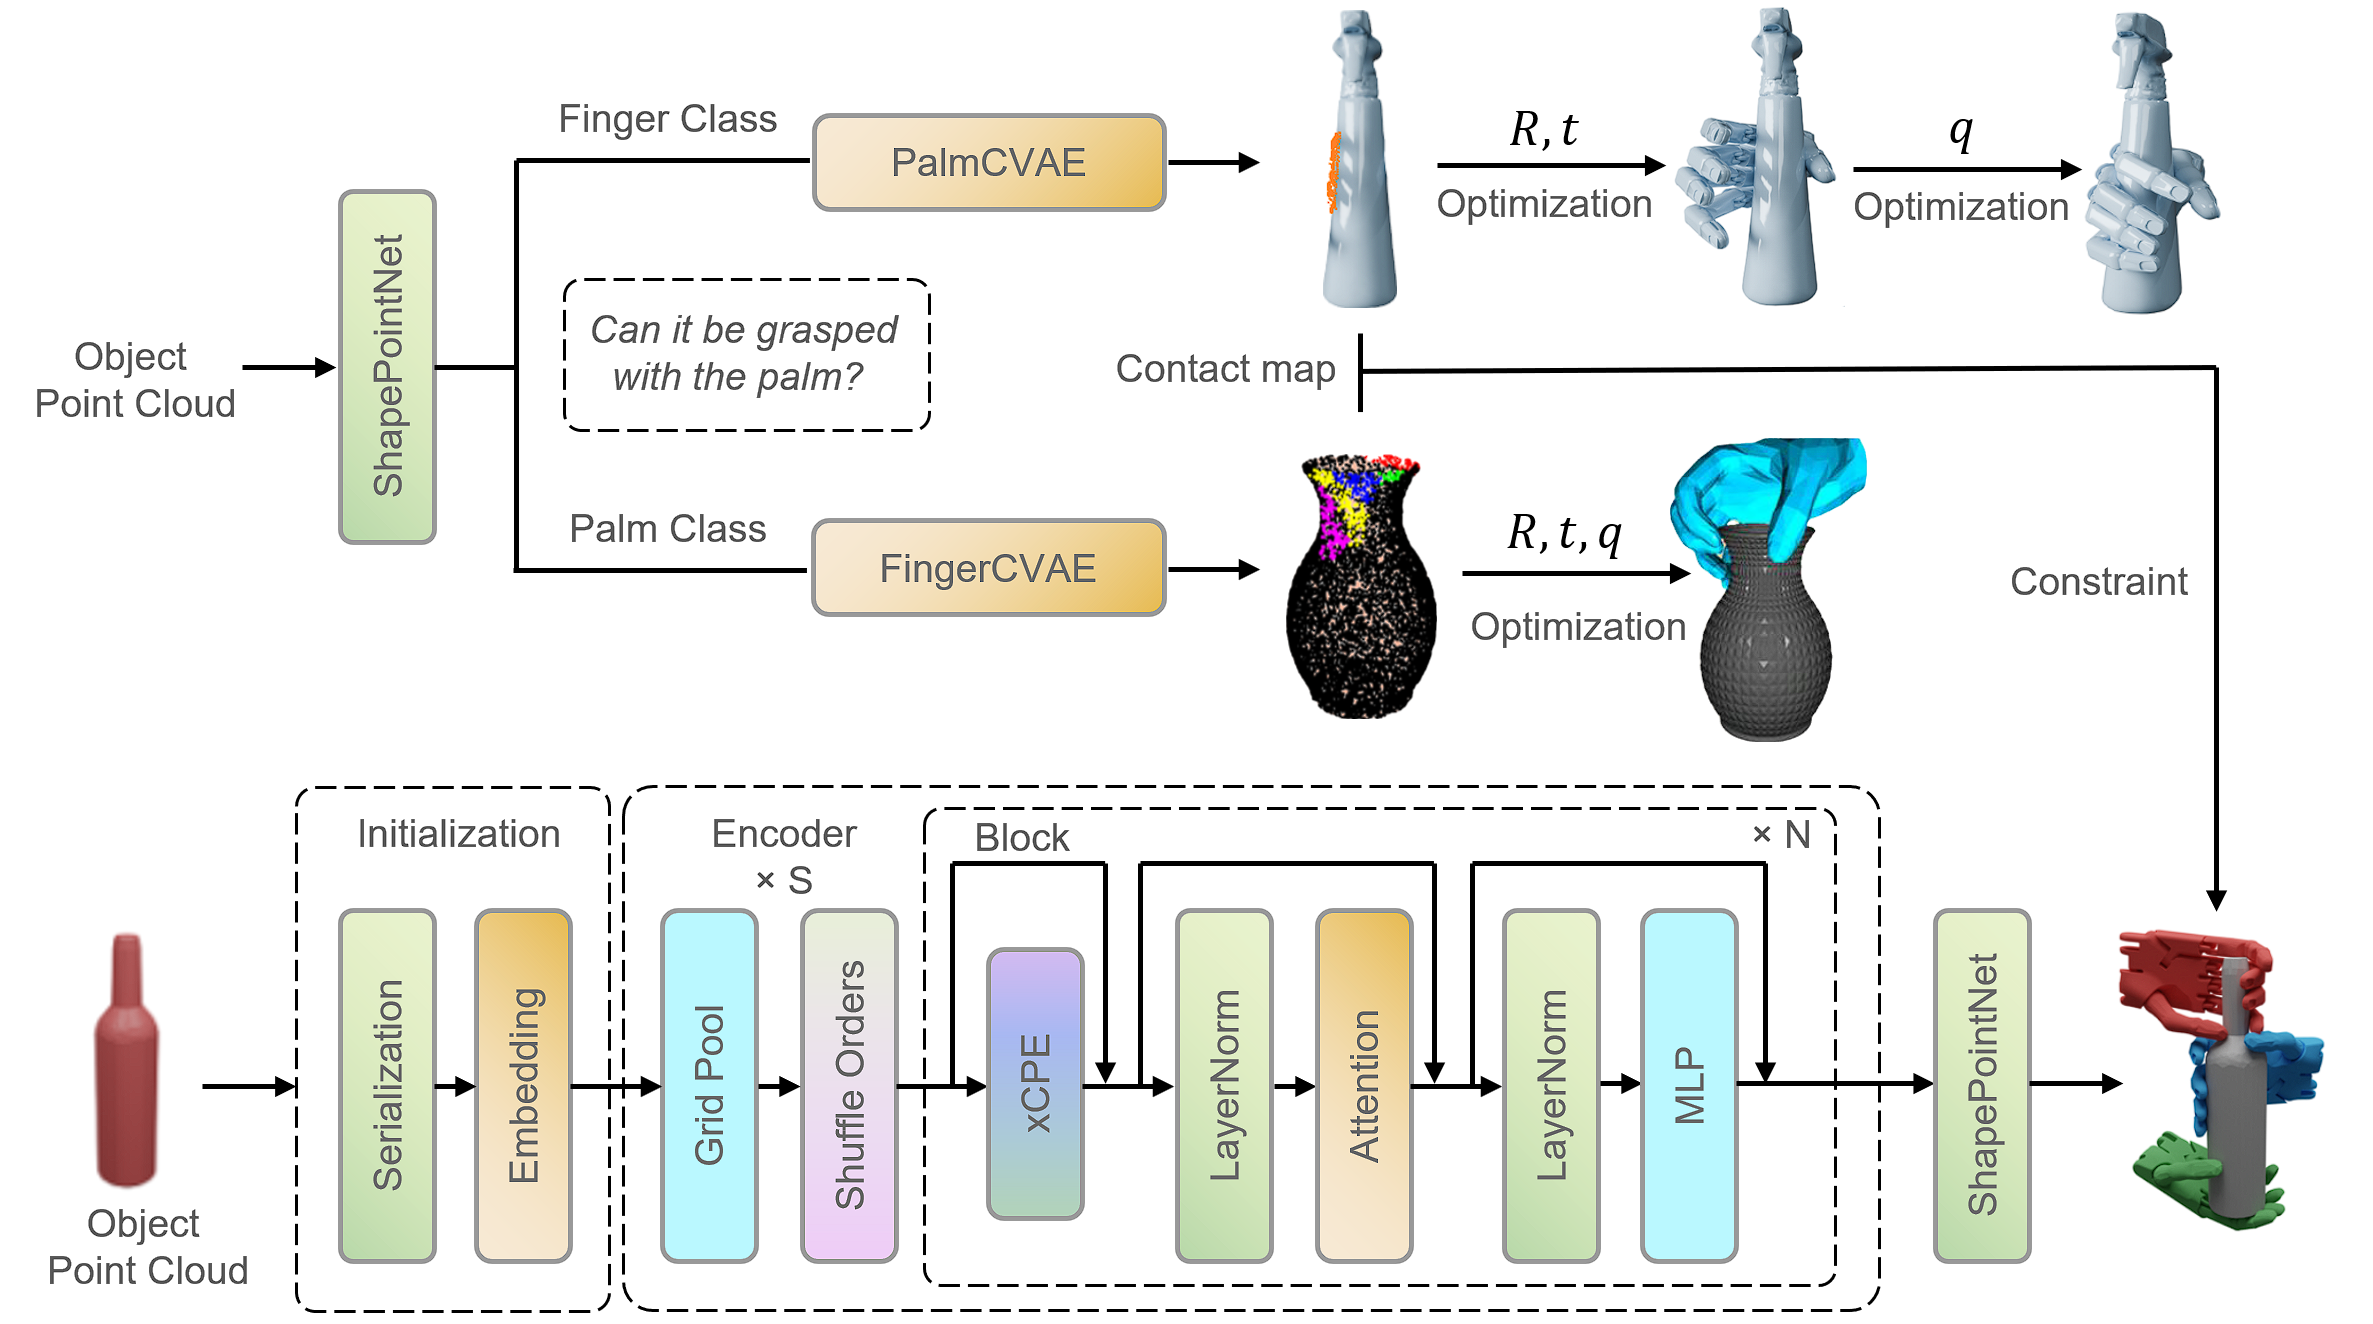 Finger Class
PalmCVAE
R, t
Optimization
q
Optimization
ShapePointNet
Object
Point Cloud
Can it be grasped
with the palm?
Contact map
Palm Class
FingerCVAE
R, t, q
Optimization
Constraint
Initialization
Encoder
× S
Block
× N
Serialization
Embedding
Grid Pool
Shuffle Orders
xCPE
LayerNorm
Attention
LayerNorm
MLP
ShapePointNet
Object
Point Cloud